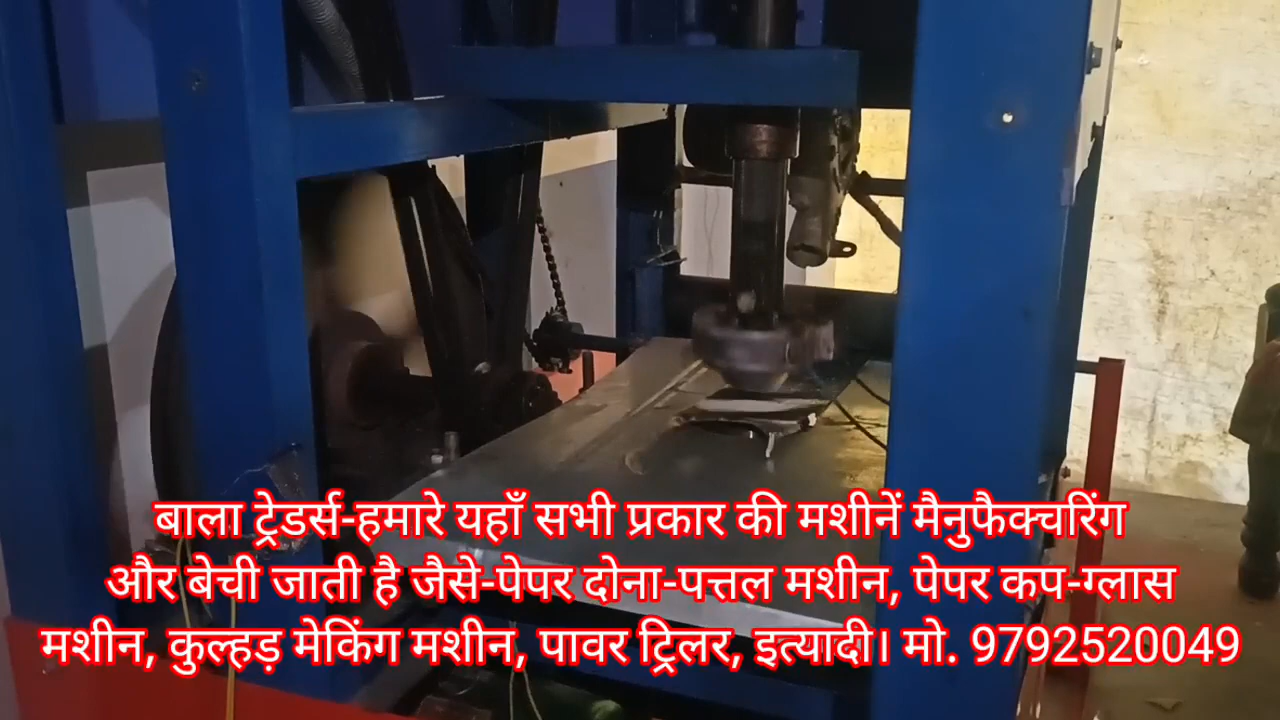 बाला ट्रेडर्स-हमारे यहाँ सभी प्रकार की मशीनें मैनुफैक्चरिंग
और बेची जाती है जैसे-पेपर दोना-पत्तल मशीन, पेपर कप-ग्लास
मशीन, कुल्हड़ मेकिंग मशीन, पावर ट्रिलर, इत्यादी। मो. 9792520049